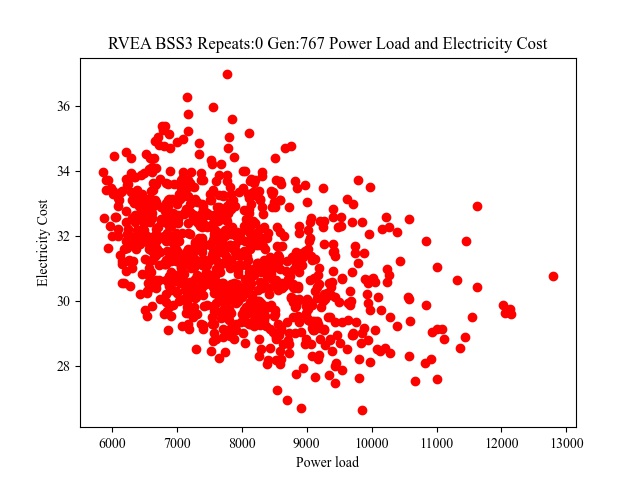 RVEA BSS3 Repeats:0 Gen:767 Power Load and Electricity Cost
36
34
32
30
28
Electricity Cost
6000 7000 8000 9000 10000 11000 12000 13000
Power load